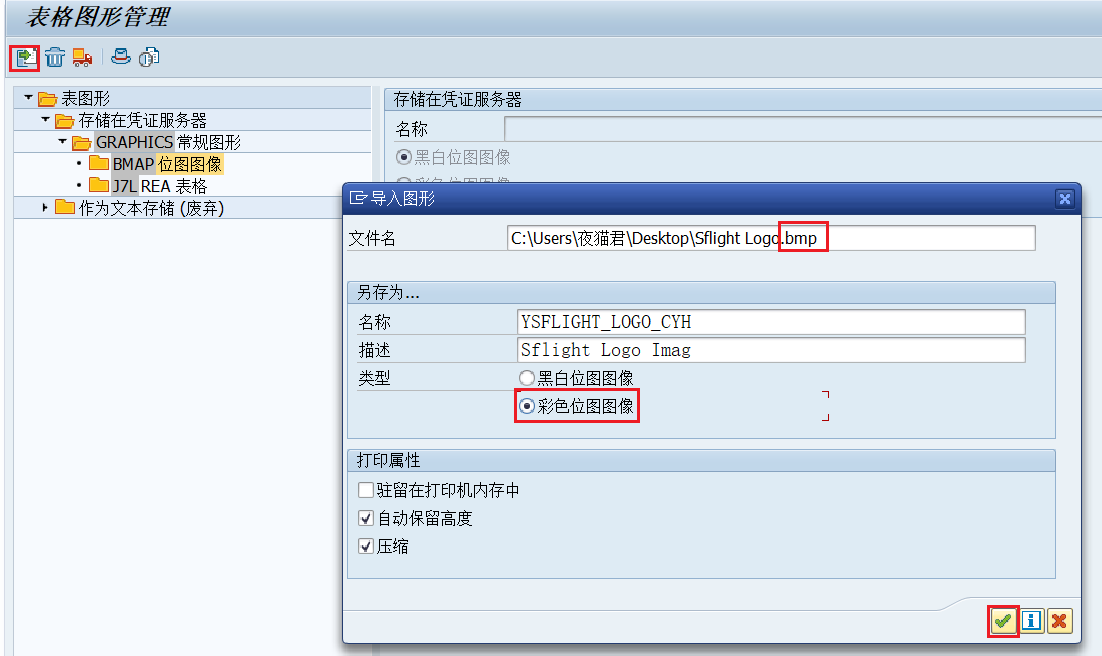 表格图形管理
表图形
存储在凭证服务器
GRAPHICS 常规图形
BMAP 位图图像
J7L REA 表格
作为文本存储 (废弃)
存储在凭证服务器
名称
黑白位图图像
彩色位图图像
导入图形
文件名 C:\Users\夜猫君\Desktop\Sflight Logo.bmp
另存为...
名称 YSFLIGHT_LOGO_CYH
描述 Sflight Logo Imag
类型 黑白位图图像
彩色位图图像
打印属性
驻留在打印机内存中
自动保留高度
压缩